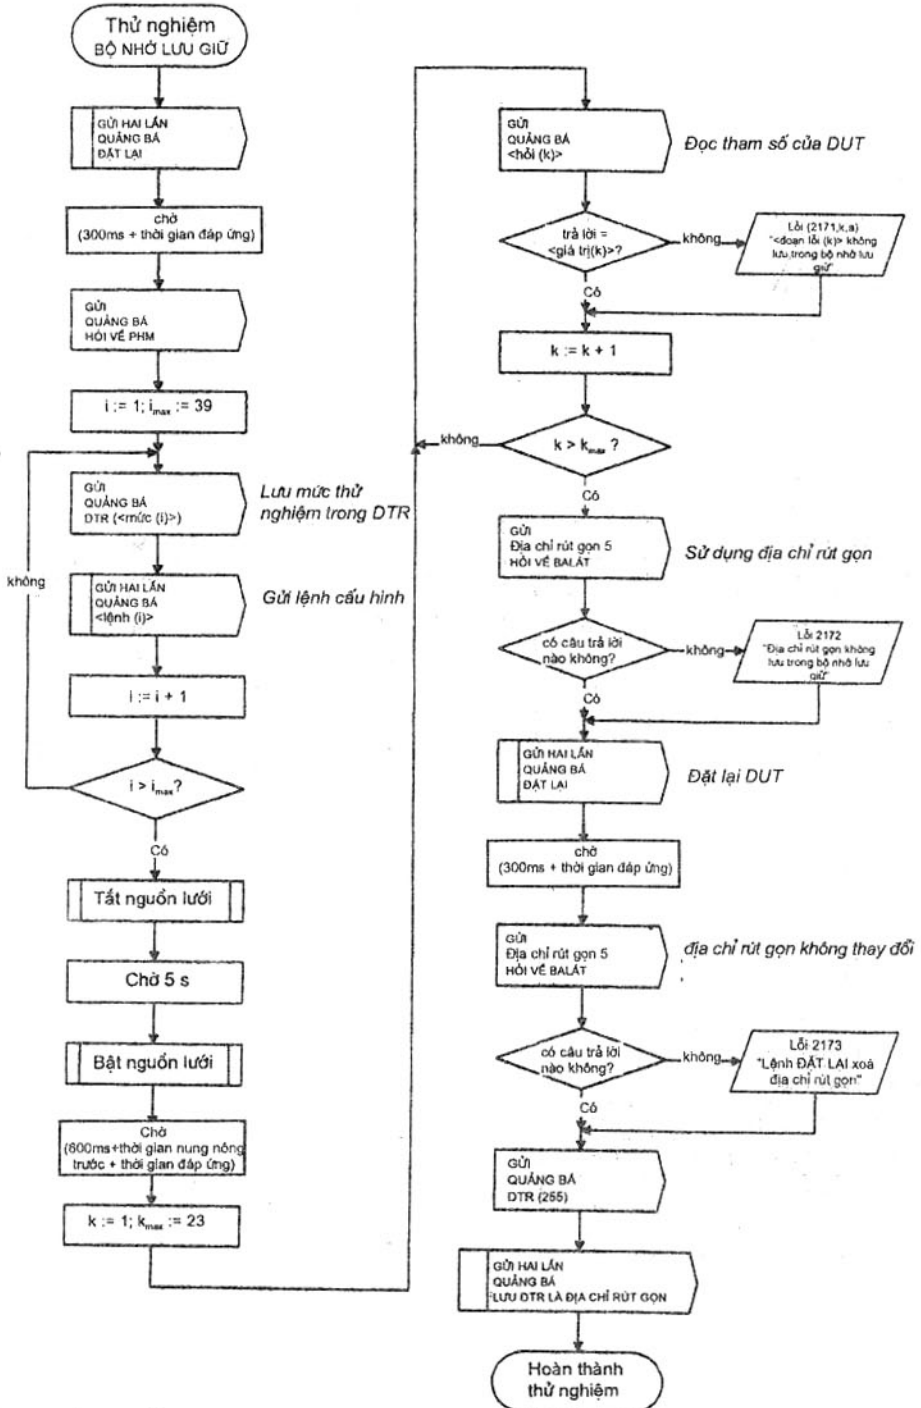 Thử nghiệm
BỘ NHỚ LƯU GIỮ
GỬI HAI LẦN
QUẢNG BÁ
ĐẶT LẠI
chờ
(300ms + thời gian đáp ứng)
GỬI
QUẢNG BÁ
HỎI VỀ PHM
i := 1; imax := 39
GỬI
QUẢNG BÁ
DTR (<mức (i)>)
Lưu mức thử
nghiệm trong DTR
không
GỬI HAI LẦN
QUẢNG BÁ
<lệnh (i)>
Gửi lệnh cấu hình
i := i + 1
i > imax?
Có
Tắt nguồn lưới
Chờ 5 s
Bật nguồn lưới
Chờ
(600ms+thời gian nung nóng
trước + thời gian đáp ứng)
k := 1; kmax := 23
GỬI
QUẢNG BÁ
<hỏi (k)>
Đọc tham số của DUT
trả lời =
<giá trị(k)>?
không
Lỗi (2171,k,a)
"<đoạn lỗi (k)> không
lưu trong bộ nhớ lưu
giữ"
Có
k := k + 1
không
k > kmax ?
Có
GỬI
Địa chỉ rút gọn 5
HỎI VỀ BALÁT
Sử dụng địa chỉ rút gọn
có câu trả lời
nào không?
không
Lỗi 2172
"Địa chỉ rút gọn không
lưu trong bộ nhớ lưu
giữ"
Có
GỬI HAI LẦN
QUẢNG BÁ
ĐẶT LẠI
Đặt lại DUT
chờ
(300ms + thời gian đáp ứng)
GỬI
Địa chỉ rút gọn 5
HỎI VỀ BALÁT
địa chỉ rút gọn không thay đổi
có câu trả lời
nào không?
không
Lỗi 2173
"Lệnh ĐẶT LẠI xoá
địa chỉ rút gọn"
Có
GỬI
QUẢNG BÁ
DTR (255)
GỬI HAI LẦN
QUẢNG BÁ
LƯU DTR LÀ ĐỊA CHỈ RÚT GỌN
Hoàn thành
thử nghiệm